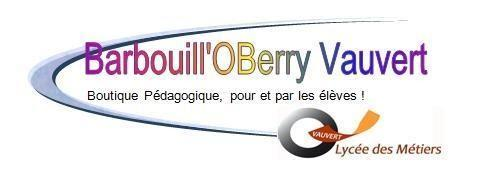 Barbouill'OBerry Vauvert
Boutique Pédagogique, pour et par les élèves !
VAUVERT
Lycée des Métiers